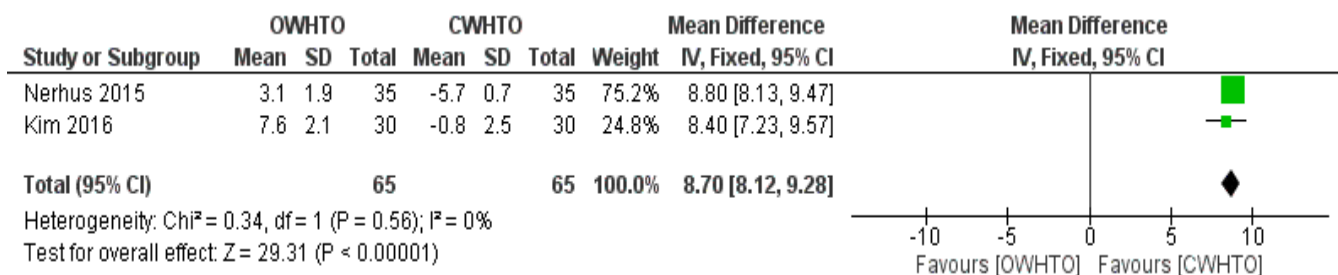 OWHTO CWHTO Mean Difference Mean Difference
Study or Subgroup Mean SD Total Mean SD Total Weight IV, Fixed, 95% CI IV, Fixed, 95% CI
Nerhus 2015 3.1 1.9 35 -5.7 0.7 35 75.2% 8.80 [8.13, 9.47]
Kim 2016 7.6 2.1 30 -0.8 2.5 30 24.8% 8.40 [7.23, 9.57]
Total (95% CI) 65 65 100.0% 8.70 [8.12, 9.28]
Heterogeneity: Chi² = 0.34, df = 1 (P = 0.56); I² = 0%
Test for overall effect: Z = 29.31 (P < 0.00001)
-10 -5 0 5 10
Favours [OWHTO] Favours [CWHTO]